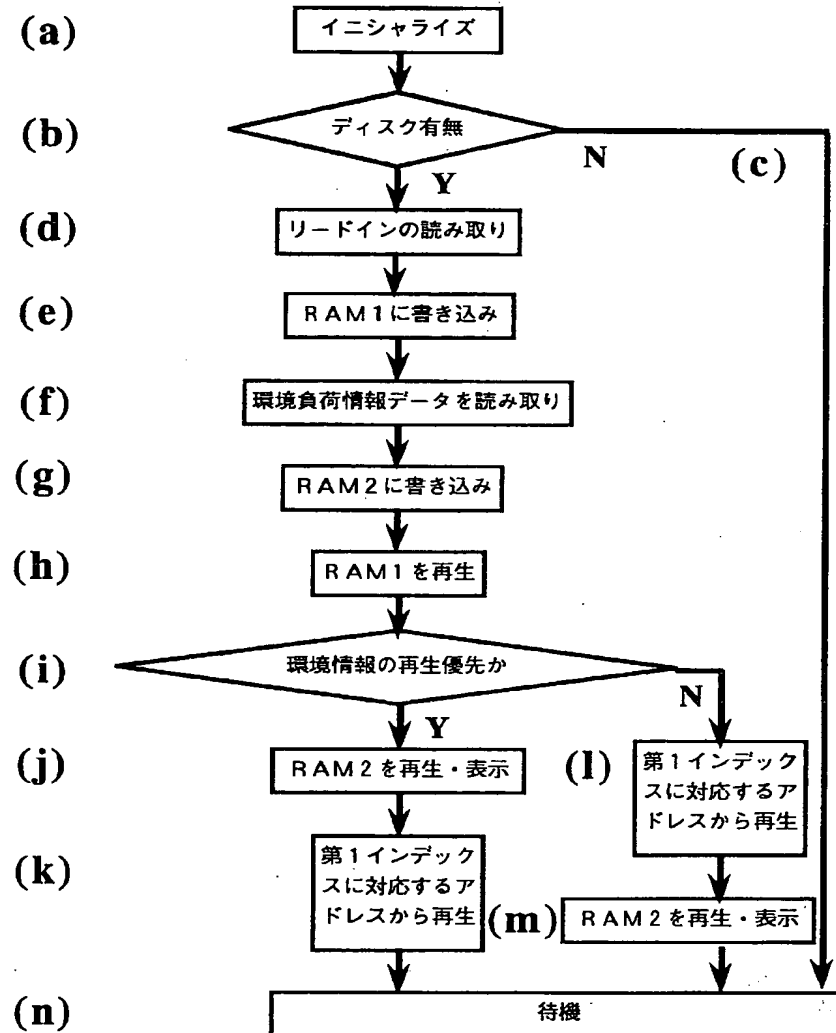 (a)
イニシャライズ
(b)
ディスク有無
N
(c)
Y
(d)
リードインの読み取り
(e)
RAM1に書き込み
(f)
環境負荷情報データを読み取り
(g)
RAM2に書き込み
(h)
RAM1を再生
(i)
環境情報の再生優先か
N
Y
(j)
RAM2を再生・表示
(l)
第1インデック
スに対応するア
ドレスから再生
(k)
第1インデック
スに対応するア
ドレスから再生
(m)
RAM2を再生・表示
(n)
待機